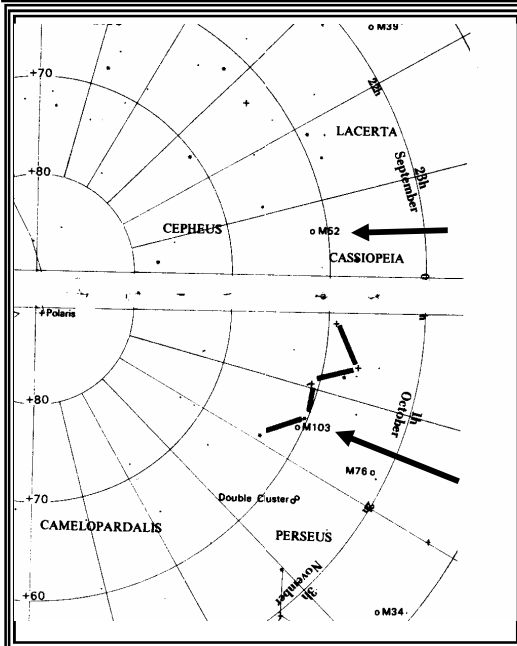 M39
+70
22h
LACERTA
+80
23h
September
CEPHEUS
M52
CASSIOPEIA
0
Polaris
h
1h
October
+80
M103
M76
+70
Double Cluster
CAMELOPARDALIS
PERSEUS
November
3h
+60
M34